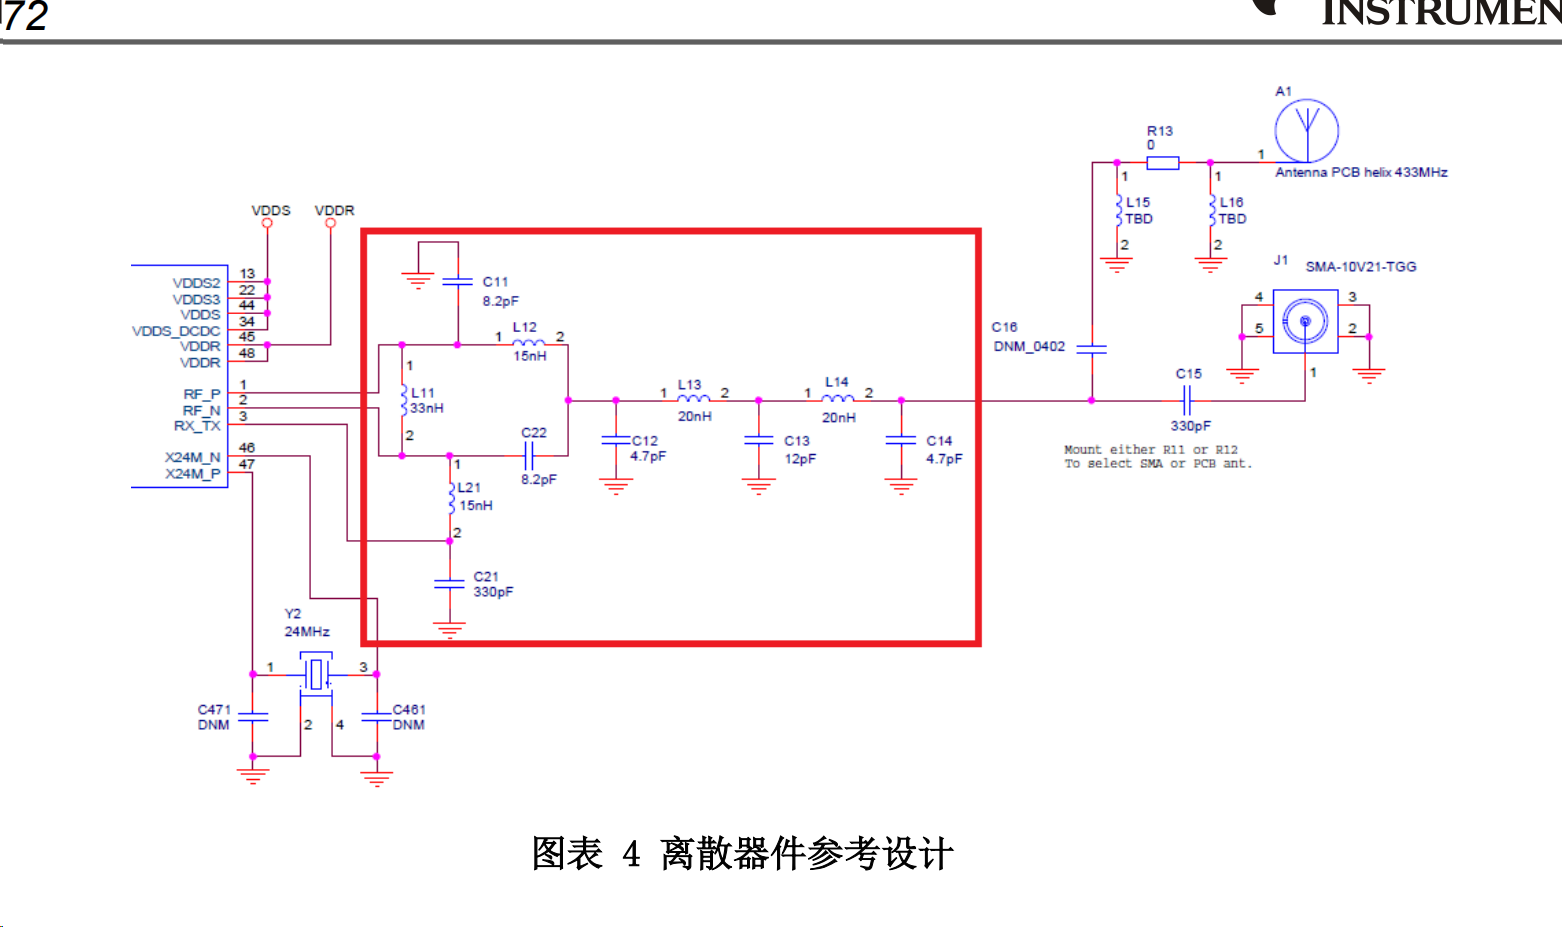 72
INSTRUMEN
A1
R13
0
1
Antenna PCB helix 433MHz
1
1
L15
TBD
L16
TBD
2
2
VDDS VDDR
J1 SMA-10V21-TGG
4
3
5
2
1
VDDS2 13
VDDS3 22
VDDS 44
VDDS_DCDC 34
VDDR 45
VDDR 48
RF_P 1
RF_N 2
RX_TX 3
X24M_N 46
X24M_P 47
C11
8.2pF
1 L12 2
15nH
1
L11
33nH
2
C22
8.2pF
1
L21
15nH
2
C21
330pF
1 L13 2
20nH
1 L14 2
20nH
C12
4.7pF
C13
12pF
C14
4.7pF
C16
DNM_0402
C15
330pF
Mount either R11 or R12
To select SMA or PCB ant.
Y2
24MHz
1
3
C471
DNM
2
4
C461
DNM
图表 4 离散器件参考设计